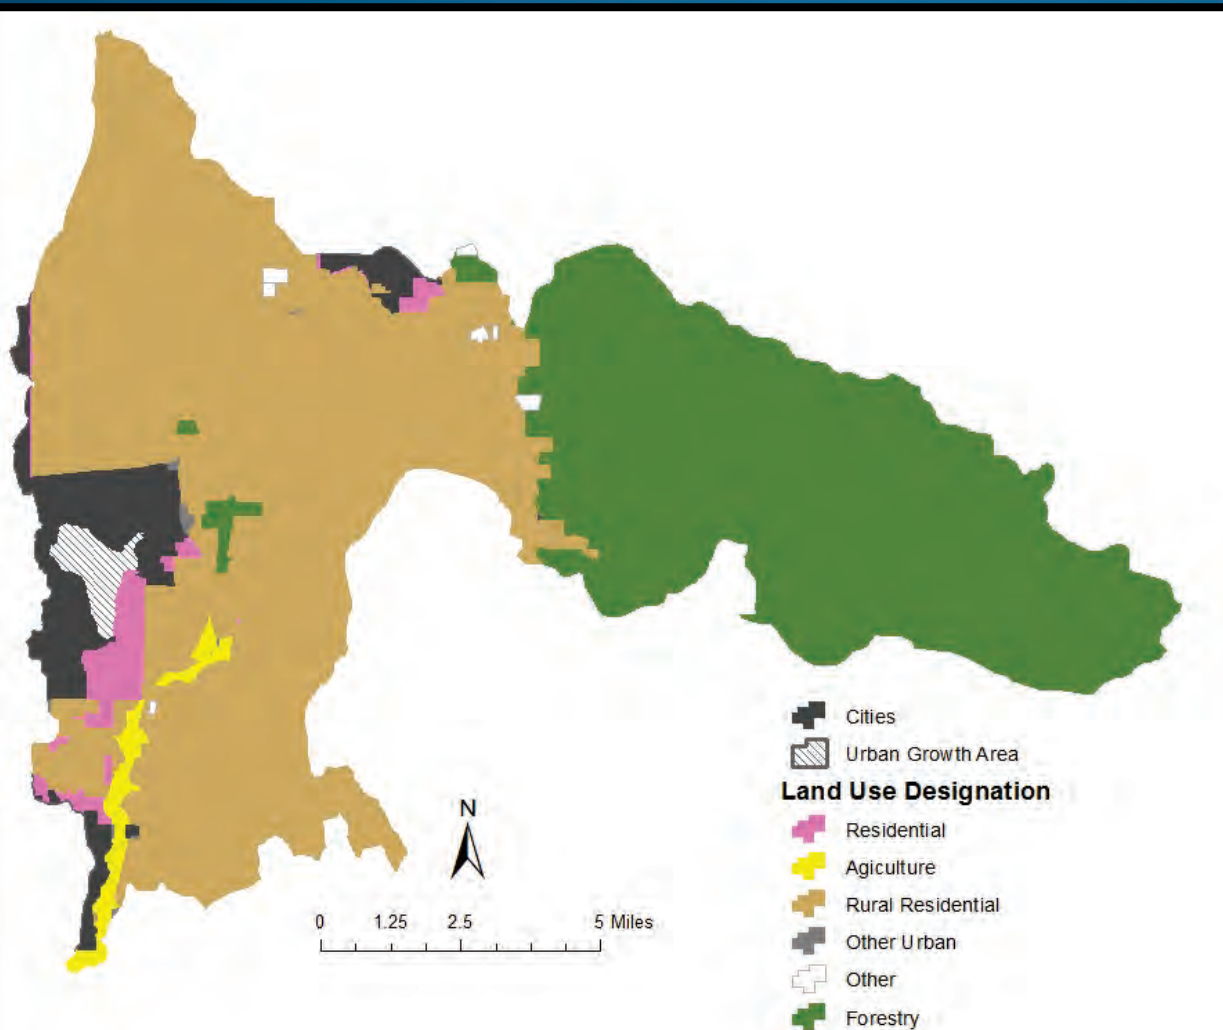 Cities
Urban Growth Area
Land Use Designation
Residential
N
Agiculture
Rural Residential
0 1.25 2.5 5 Miles
Other Urban
Other
Forestry